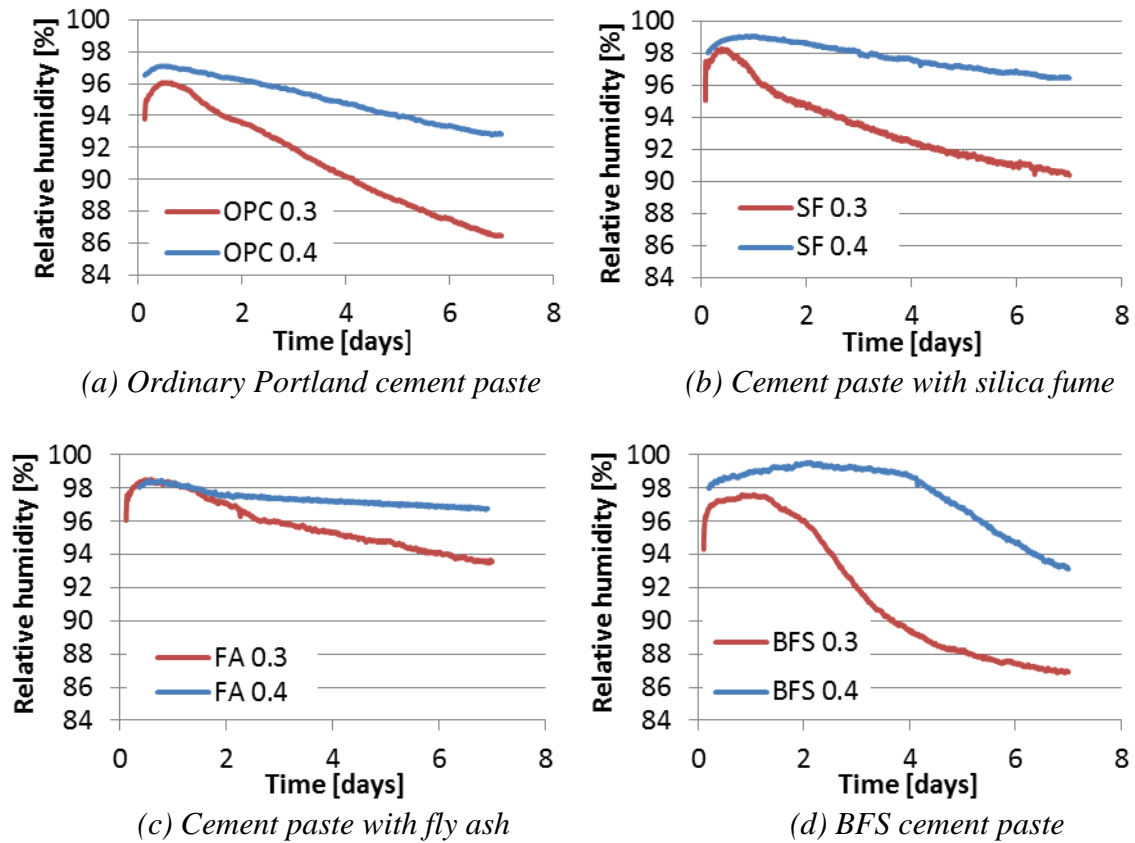 100
98
96
94
92
90
88
86
84
Relative humidity [%]
OPC 0.3
OPC 0.4
0 2 4 6 8
Time [days]
(a) Ordinary Portland cement paste
100
98
96
94
92
90
88
86
84
Relative humidity [%]
SF 0.3
SF 0.4
0 2 4 6 8
Time [days]
(b) Cement paste with silica fume
100
98
96
94
92
90
88
86
84
Relative humidity [%]
FA 0.3
FA 0.4
0 2 4 6 8
Time [days]
(c) Cement paste with fly ash
100
98
96
94
92
90
88
86
84
Relative humidity [%]
BFS 0.3
BFS 0.4
0 2 4 6 8
Time [days]
(d) BFS cement paste